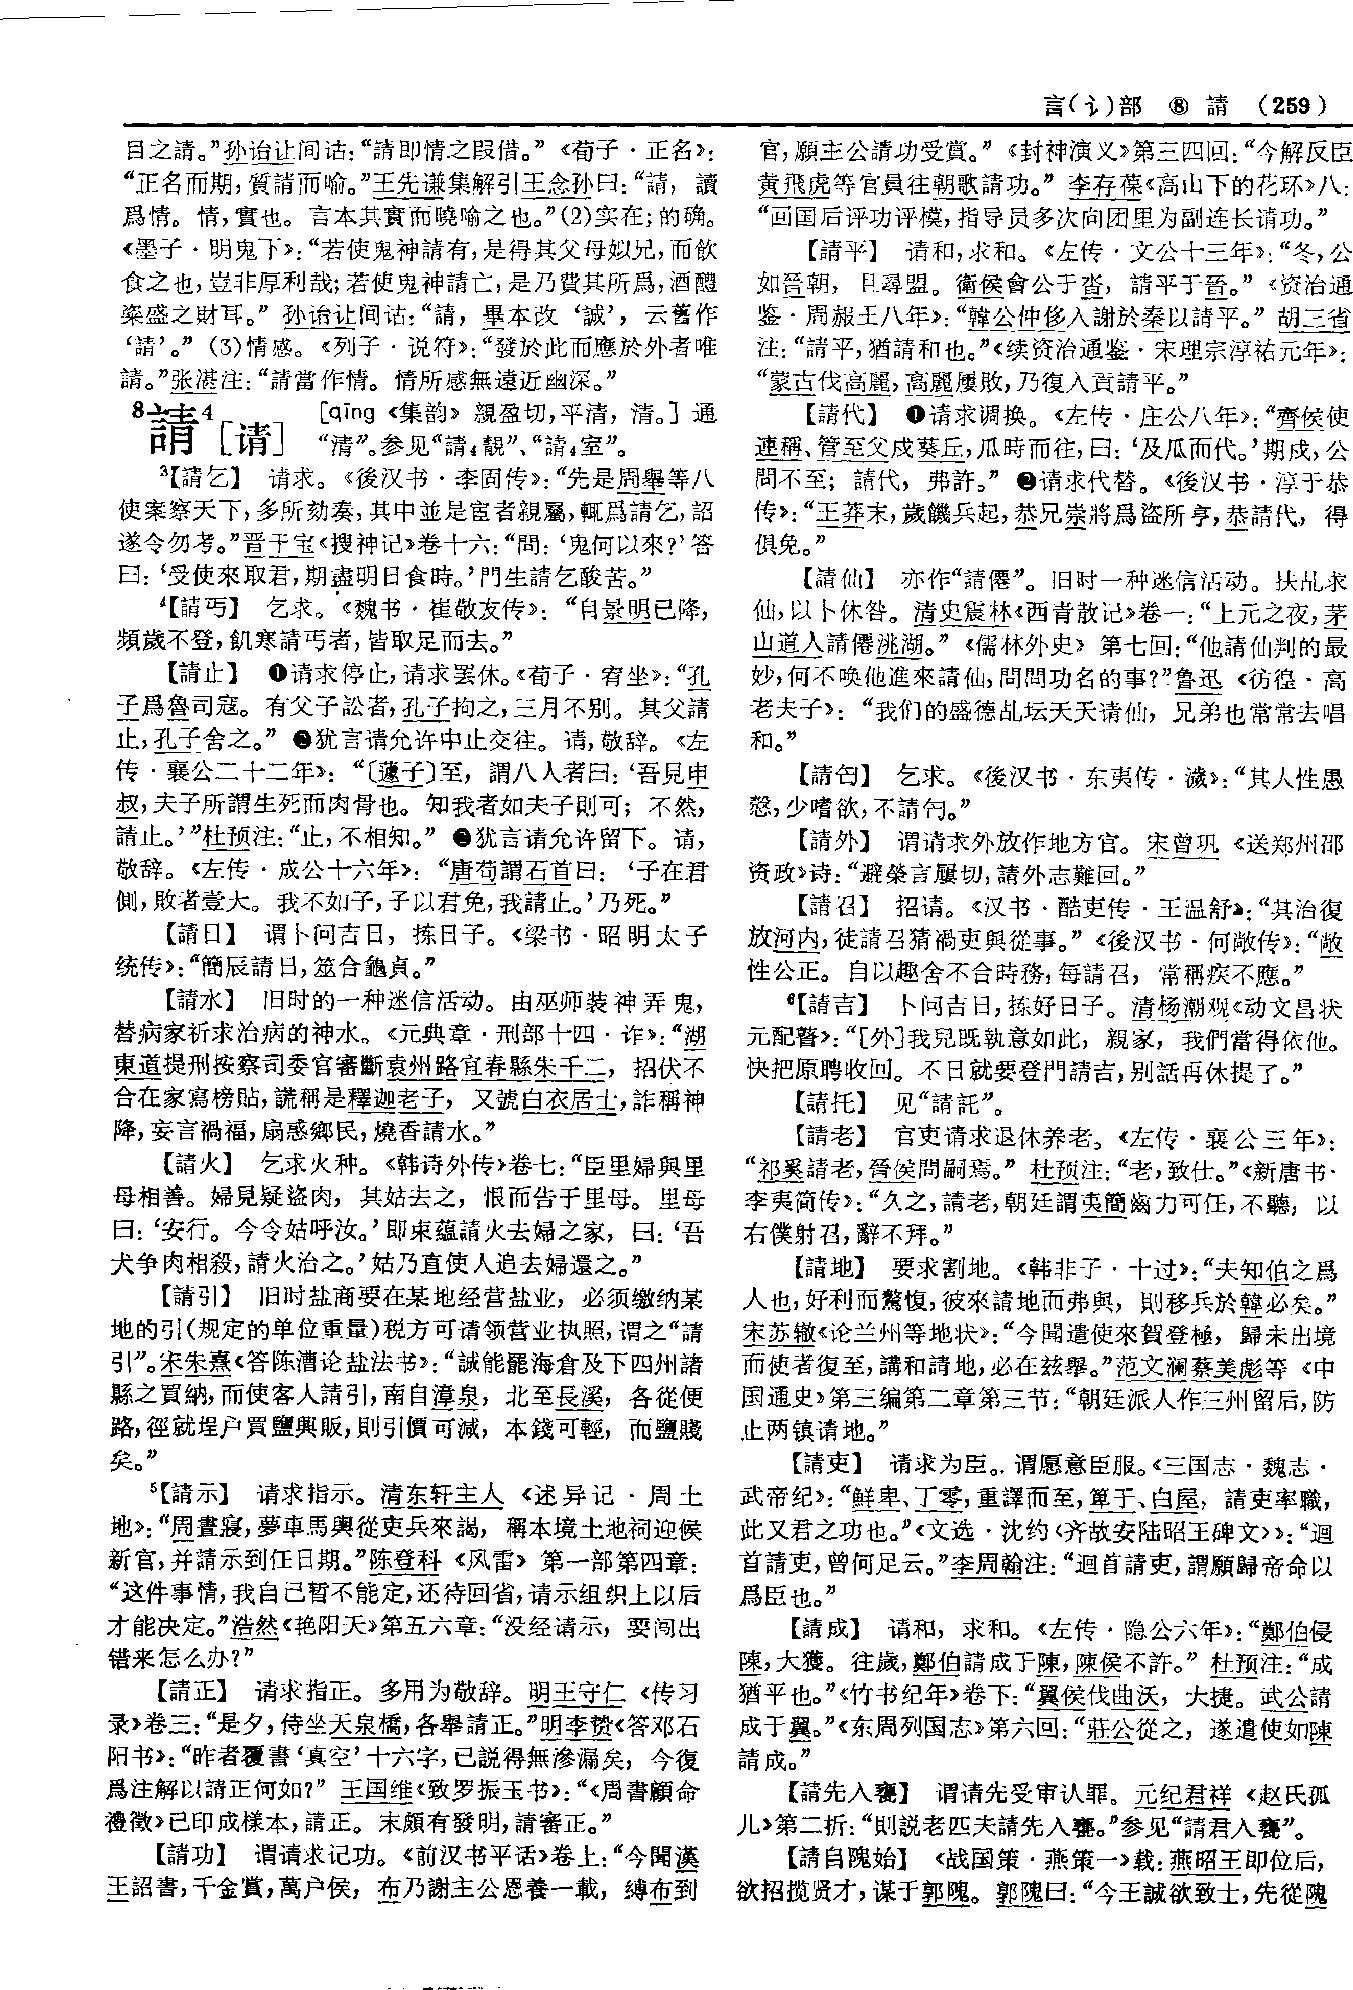 言(讠)部 ⑧ 請 (259)
目之請。”孙诒让间诂：“請即情之叚借。”《荀子·正名》：
“正名而期，質請而喻。”王先谦集解引王念孙曰：“請，讀
爲情。情，實也。言本其實而曉喻之也。”(2)实在；的确。
《墨子·明鬼下》：“若使鬼神請有，是得其父母姒兄，而飲
食之也，豈非厚利哉；若使鬼神請亡，是乃費其所爲，酒醴
粢盛之財耳。”孙诒让间诂：“請，畢本改‘誠’，云舊作
‘請’。”(3)情感。《列子·说符》：“發於此而應於外者唯
請。”张湛注：“請當作情。情所感無遠近幽深。”
8請4［请］ [qīng《集韵》親盈切，平清，清。]通
“清”。参见“請4靚”、“請4室”。
3【請乞】 请求。《後汉书·李固传》：“先是周舉等八
使案察天下，多所劾奏，其中並是宦者親屬，輒爲請乞，詔
遂令勿考。”晋干宝《搜神记》卷十六：“問：‘鬼何以來？’答
曰：‘受使來取君，期盡明日食時。’門生請乞酸苦。”
4【請丐】 乞求。《魏书·崔敬友传》：“自景明已降，
頻歲不登，飢寒請丐者，皆取足而去。”
【請止】 ❶请求停止，请求罢休。《荀子·宥坐》：“孔
子爲魯司寇。有父子訟者，孔子拘之，三月不别。其父請
止，孔子舍之。”❷犹言请允许中止交往。请，敬辞。《左
传·襄公二十二年》：“〔薳子〕至，謂八人者曰：‘吾見申
叔，夫子所謂生死而肉骨也。知我者如夫子則可；不然，
請止。’”杜预注：“止，不相知。”❸犹言请允许留下。请，
敬辞。《左传·成公十六年》：“唐苟謂石首曰：‘子在君
側，敗者壹大。我不如子，子以君免，我請止。’乃死。”
【請日】 谓卜问吉日，拣日子。《梁书·昭明太子
统传》：“簡辰請日，筮合龜貞。”
【請水】 旧时的一种迷信活动。由巫师装神弄鬼，
替病家祈求治病的神水。《元典章·刑部十四·诈》：“湖
東道提刑按察司委官審斷袁州路宜春縣朱千二，招伏不
合在家寫榜貼，謊稱是釋迦老子，又號白衣居士，詐稱神
降，妄言禍福，扇惑鄉民，燒香請水。”
【請火】 乞求火种。《韩诗外传》卷七：“臣里婦與里
母相善。婦見疑盜肉，其姑去之，恨而告于里母。里母
曰：‘安行。今令姑呼汝。’即束蘊請火去婦之家，曰：‘吾
犬争肉相殺，請火治之。’姑乃直使人追去婦還之。”
【請引】 旧时盐商要在某地经营盐业，必须缴纳某
地的引（规定的单位重量）税方可请领营业执照，谓之“請
引”。宋朱熹《答陈漕论盐法书》：“誠能罷海倉及下四州諸
縣之買納，而使客人請引，南自漳泉，北至長溪，各從便
路，徑就埕户買鹽興販，則引價可減，本錢可輕，而鹽賤
矣。”
5【請示】 请求指示。清东轩主人《述异记·周土
地》：“周晝寢，夢車馬輿從吏兵來謁，稱本境土地祠迎候
新官，并請示到任日期。”陈登科《风雷》第一部第四章：
“这件事情，我自己暂不能定，还待回省，请示组织上以后
才能决定。”浩然《艳阳天》第五六章：“没经请示，要闯出
错来怎么办？”
【請正】 请求指正。多用为敬辞。明王守仁《传习
录》卷三：“是夕，侍坐天泉橋，各舉請正。”明李贽《答邓石
阳书》：“昨者覆書‘真空’十六字，已説得無滲漏矣，今復
爲注解以請正何如？”王国维《致罗振玉书》：“《周書顧命
禮徵》已印成樣本，請正。末頗有發明，請審正。”
【請功】 谓请求记功。《前汉书平话》卷上：“今聞漢
王詔書，千金賞，萬户侯，布乃謝主公恩養一載，縛布到
官，願主公請功受賞。”《封神演义》第三四回：“今解反臣
黄飛虎等官員往朝歌請功。”李存葆《高山下的花环》八：
“回国后评功评模，指导员多次向团里为副连长请功。”
【請平】 请和，求和。《左传·文公十三年》：“冬，公
如晉朝，且尋盟。衛侯會公于沓，請平于晉。”《资治通
鉴·周赧王八年》：“韓公仲侈入謝於秦以請平。”胡三省
注：“請平，猶請和也。”《续资治通鉴·宋理宗淳祐元年》：
“蒙古伐高麗，高麗屢敗，乃復入貢請平。”
【請代】 ❶请求调换。《左传·庄公八年》：“齊侯使
連稱、管至父戍葵丘，瓜時而往，曰：‘及瓜而代。’期戍，公
問不至；請代，弗許。”❷请求代替。《後汉书·淳于恭
传》：“王莽末，歲饑兵起，恭兄崇將爲盜所亨，恭請代，得
俱免。”
【請仙】 亦作“請僊”。旧时一种迷信活动。扶乩求
仙，以卜休咎。清史震林《西青散记》卷一：“上元之夜，茅
山道人請僊洮湖。”《儒林外史》第七回：“他請仙判的最
妙，何不唤他進來請仙，問問功名的事？”鲁迅《彷徨·高
老夫子》：“我们的盛德乩坛天天请仙，兄弟也常常去唱
和。”
【請匄】 乞求。《後汉书·东夷传·濊》：“其人性愚
慤，少嗜欲，不請匄。”
【請外】 谓请求外放作地方官。宋曾巩《送郑州邵
资政》诗：“避榮言屢切，請外志難回。”
【請召】 招请。《汉书·酷吏传·王温舒》：“其治復
放河内，徒請召猜禍吏與從事。”《後汉书·何敞传》：“敞
性公正。自以趣舍不合時務，每請召，常稱疾不應。”
6【請吉】 卜问吉日，拣好日子。清杨潮观《动文昌状
元配瞽》：“[外]我兒既執意如此，親家，我們當得依他。
快把原聘收回。不日就要登門請吉，别話再休提了。”
【請托】 见“請託”。
【請老】 官吏请求退休养老。《左传·襄公三年》：
“祁奚請老，晉侯問嗣焉。”杜预注：“老，致仕。”《新唐书·
李夷简传》：“久之，請老，朝廷謂夷簡齒力可任，不聽，以
右僕射召，辭不拜。”
【請地】 要求割地。《韩非子·十过》：“夫知伯之爲
人也，好利而驁愎，彼來請地而弗與，則移兵於韓必矣。”
宋苏辙《论兰州等地状》：“今聞遣使來賀登極，歸未出境
而使者復至，講和請地，必在兹舉。”范文澜蔡美彪等《中
国通史》第三编第二章第三节：“朝廷派人作三州留后，防
止两镇请地。”
【請吏】 请求为臣。谓愿意臣服。《三国志·魏志·
武帝纪》：“鮮卑、丁零，重譯而至，箄于、白屋，請吏率職，
此又君之功也。”《文选·沈约〈齐故安陆昭王碑文〉》：“迴
首請吏，曾何足云。”李周翰注：“迴首請吏，謂願歸帝命以
爲臣也。”
【請成】 请和，求和。《左传·隐公六年》：“鄭伯侵
陳，大獲。往歲，鄭伯請成于陳，陳侯不許。”杜预注：“成
猶平也。”《竹书纪年》卷下：“翼侯伐曲沃，大捷。武公請
成于翼。”《东周列国志》第六回：“莊公從之，遂遣使如陳
請成。”
【請先入甕】 谓请先受审认罪。元纪君祥《赵氏孤
儿》第二折：“則説老匹夫請先入甕。”参见“請君入甕”。
【請自隗始】 《战国策·燕策一》载：燕昭王即位后，
欲招揽贤才，谋于郭隗。郭隗曰：“今王誠欲致士，先從隗